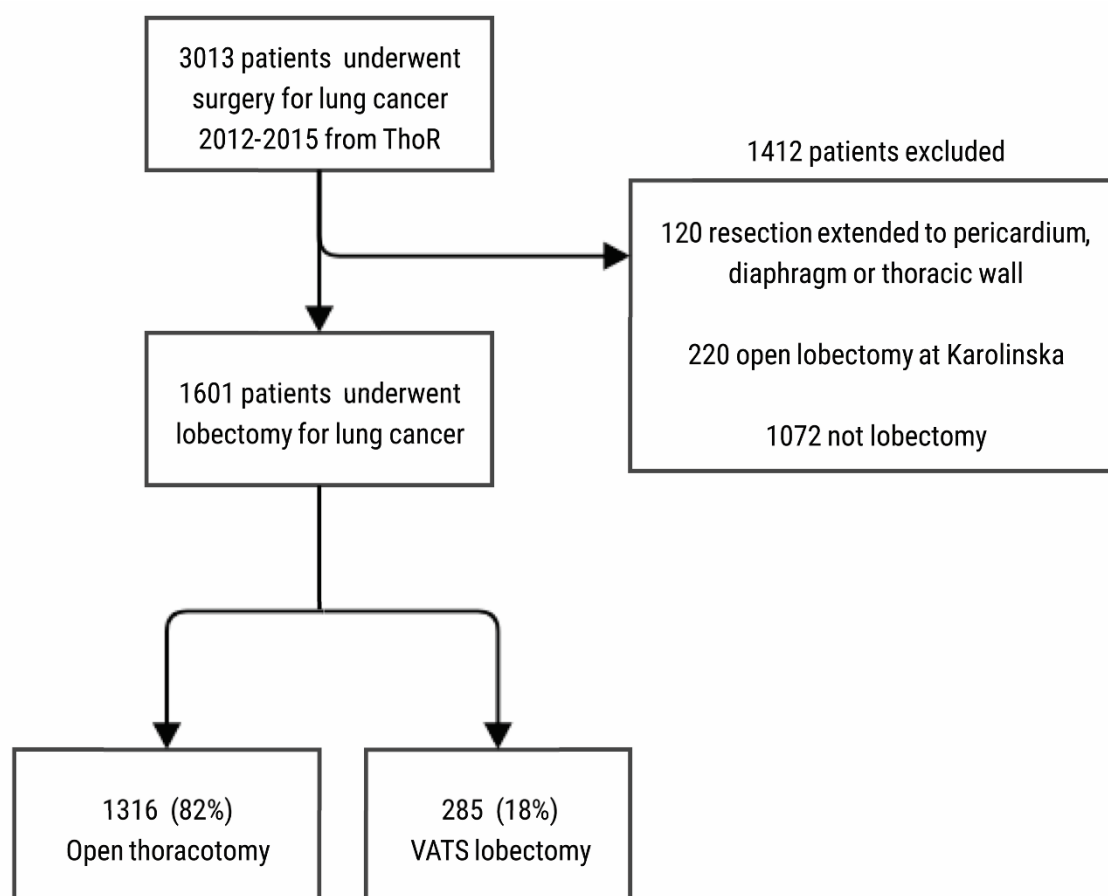 3013 patients underwent
surgery for lung cancer
2012-2015 from ThoR
1412 patients excluded
120 resection extended to pericardium,
diaphragm or thoracic wall
220 open lobectomy at Karolinska
1072 not lobectomy
1601 patients underwent
lobectomy for lung cancer
1316 (82%)
Open thoracotomy
285 (18%)
VATS lobectomy